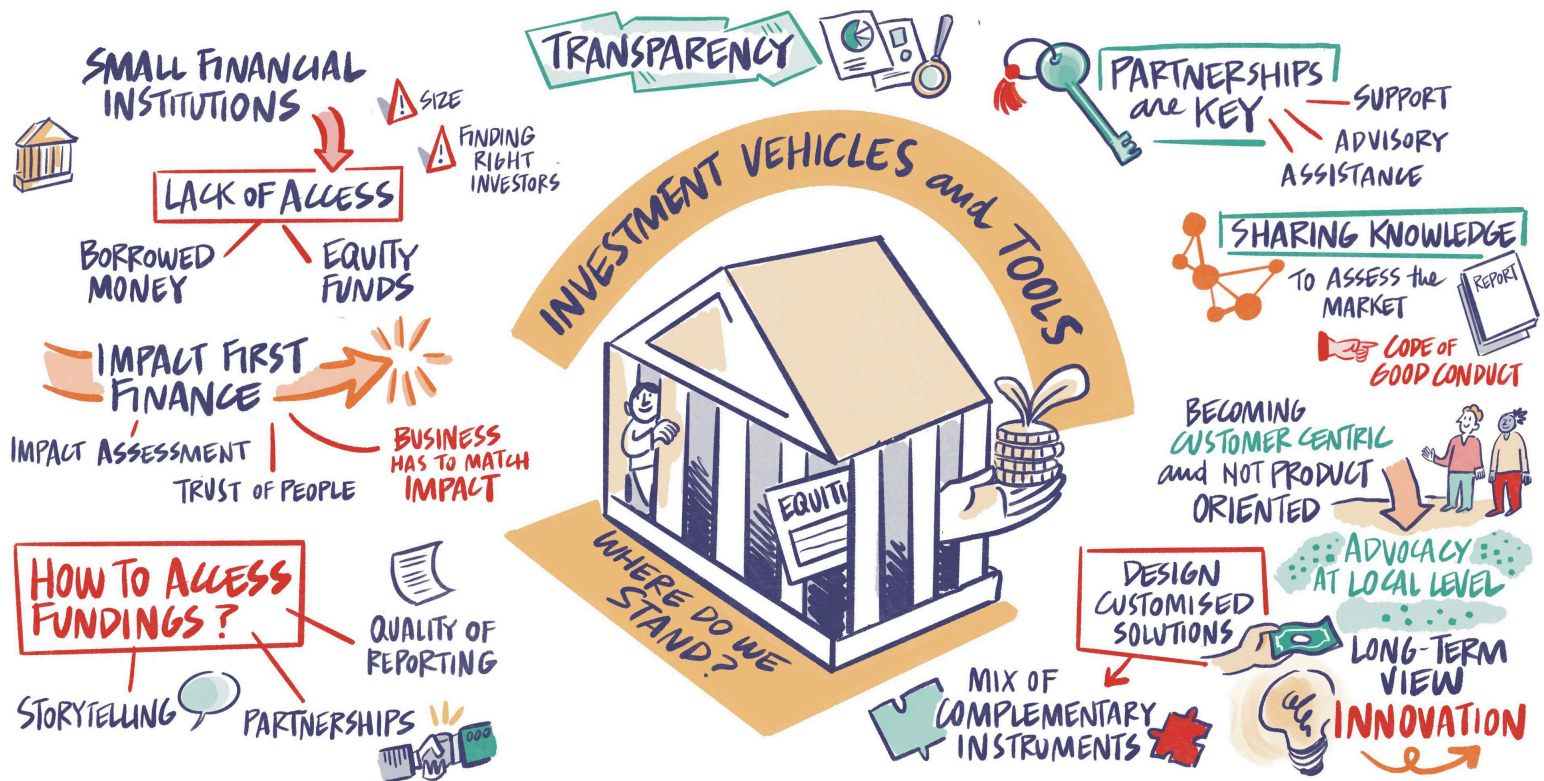 TRANSPARENCY
INVESTMENT VEHICLES and TOOLS
EQUITI
WHERE DO WE
STAND?
SMALL FINANCIAL
INSTITUTIONS
SIZE
FINDING
RIGHT
INVESTORS
LACK OF ACCESS
BORROWED
MONEY
EQUITY
FUNDS
IMPACT FIRST
FINANCE
IMPACT ASSESSMENT
TRUST OF PEOPLE
BUSINESS
HAS TO MATCH
IMPACT
HOW TO ACCESS
FUNDINGS?
QUALITY OF
REPORTING
STORYTELLING
PARTNERSHIPS
PARTNERSHIPS
are KEY
SUPPORT
ADVISORY
ASSISTANCE
SHARING KNOWLEDGE
TO ASSESS the
MARKET
REPORT
CODE OF
GOOD CONDUCT
BECOMING
CUSTOMER CENTRIC
and NOT PRODUCT
ORIENTED
ADVOCACY
AT LOCAL LEVEL
DESIGN
CUSTOMISED
SOLUTIONS
MIX OF
COMPLEMENTARY
INSTRUMENTS
LONG-TERM
VIEW
INNOVATION